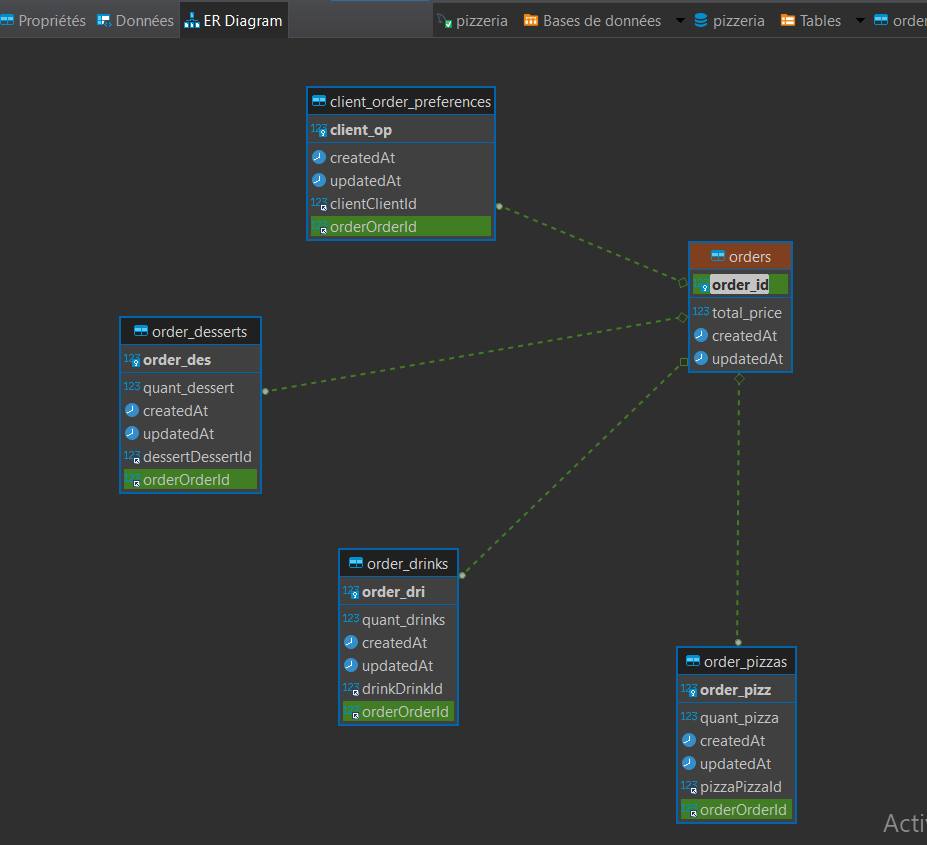 Propriétés Données ER Diagram pizzeria Bases de données pizzeria Tables order
client_order_preferences
123 client_op
createdAt
updatedAt
123 clientClientId
123 orderOrderId
orders
123 order_id
123 total_price
createdAt
updatedAt
order_desserts
123 order_des
123 quant_dessert
createdAt
updatedAt
123 dessertDessertId
123 orderOrderId
order_drinks
123 order_dri
123 quant_drinks
createdAt
updatedAt
123 drinkDrinkId
123 orderOrderId
order_pizzas
123 order_pizz
123 quant_pizza
createdAt
updatedAt
123 pizzaPizzaId
123 orderOrderId
Activ